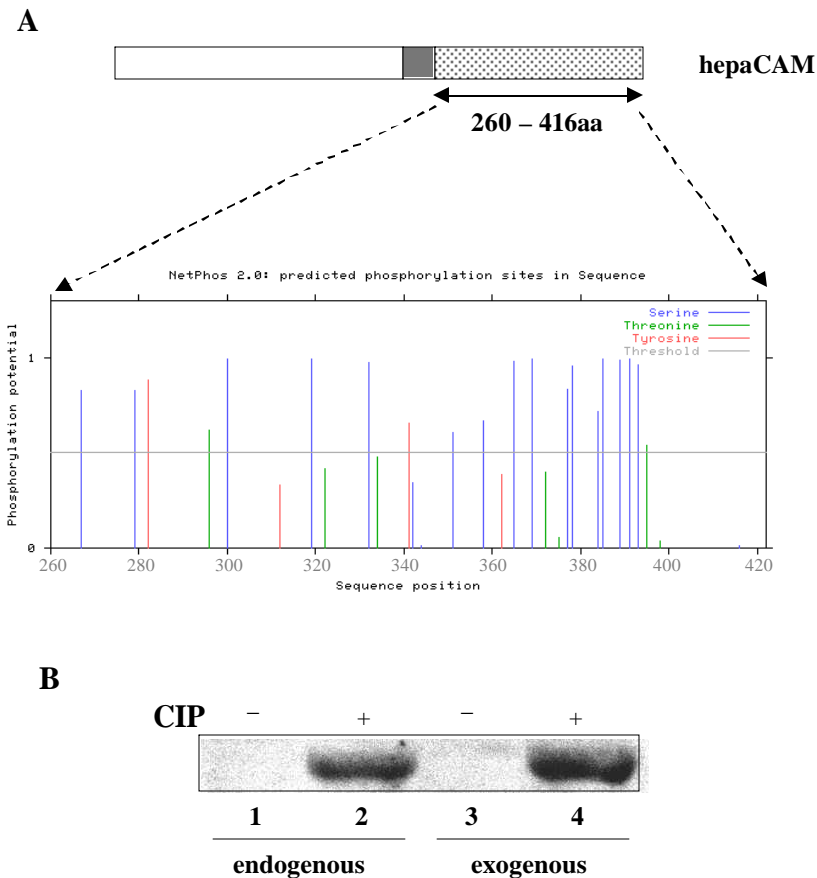 A
hepaCAM
260 – 416aa
NetPhos 2.0: predicted phosphorylation sites in Sequence
Serine
Threonine
Tyrosine
Threshold
Phosphorylation potential
1
0
260 280 300 320 340 360 380 400 420
Sequence position
B
CIP − + − +
1 2 3 4
endogenous exogenous